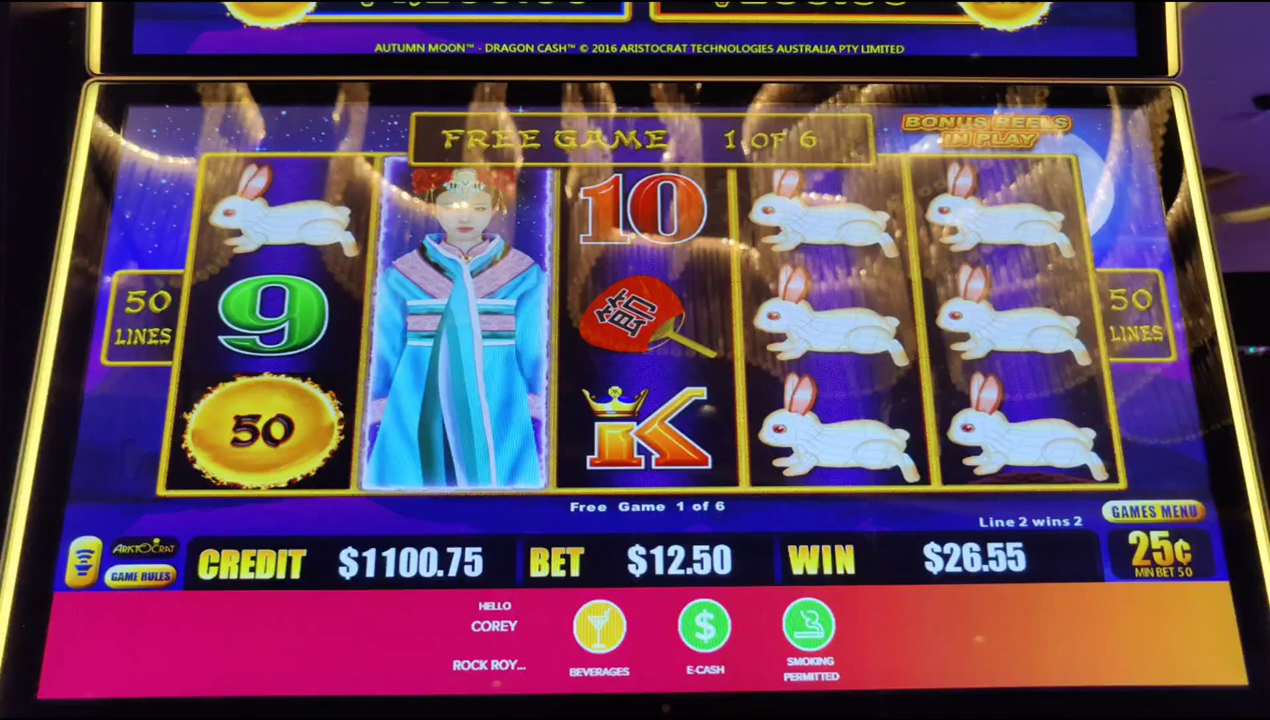 AUTUMN MOON™ - DRAGON CASH™ © 2016 ARISTOCRAT TECHNOLOGIES AUSTRALIA PTY LIMITED
FREE GAME 1 OF 6
BONUS REELS
IN PLAY
10
50
LINES
9
50
LINES
50
K
Free Game 1 of 6
Line 2 wins 2
GAMES MENU
ARISTOCRAT
GAME RULES
CREDIT $1100.75 BET $12.50 WIN $26.55
25¢
MIN BET 50
HELLO
COREY
ROCK ROY...
BEVERAGES
E-CASH
SMOKING
PERMITTED